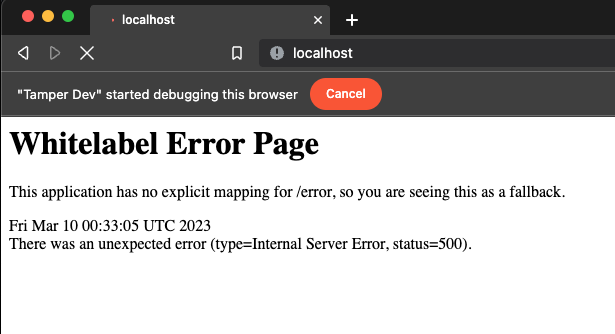 localhost
localhost
"Tamper Dev" started debugging this browser Cancel
Whitelabel Error Page
This application has no explicit mapping for /error, so you are seeing this as a fallback.
Fri Mar 10 00:33:05 UTC 2023
There was an unexpected error (type=Internal Server Error, status=500).